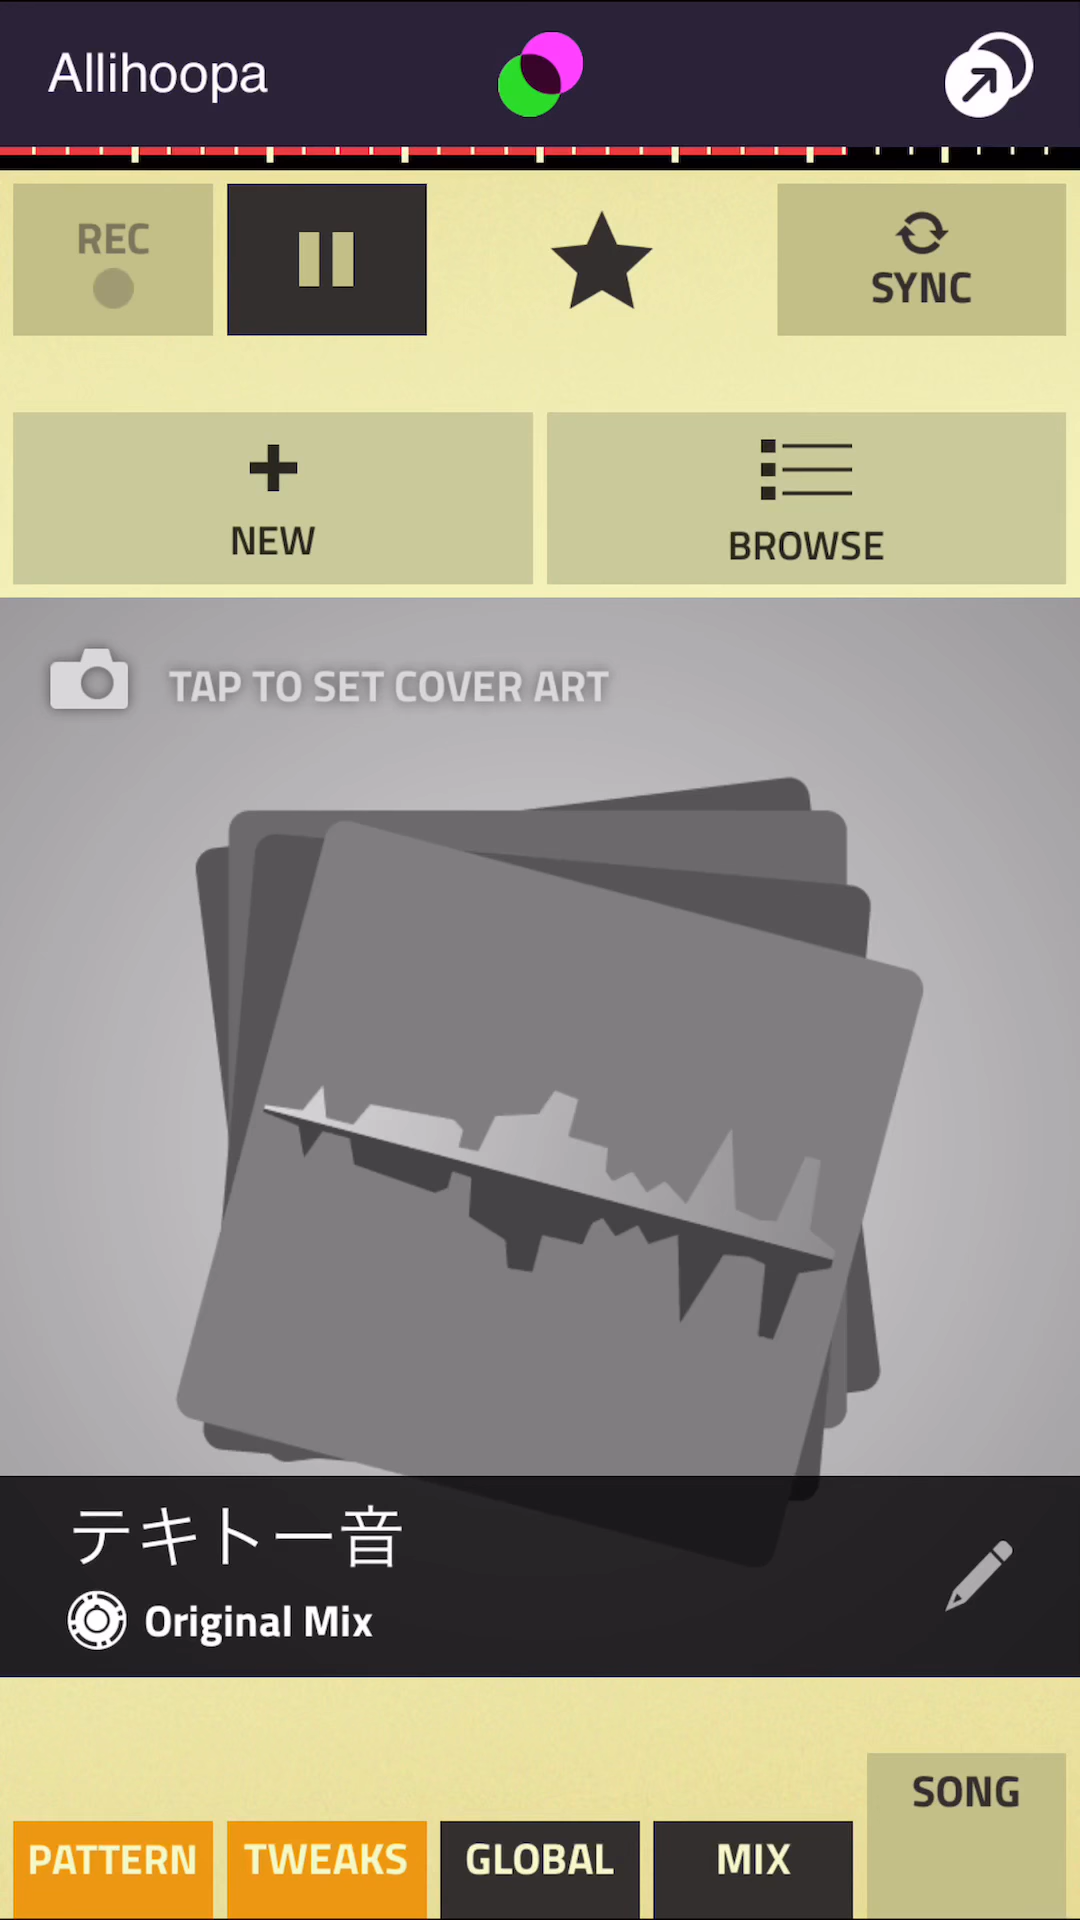 Allihoopa
REC
SYNC
NEW
BROWSE
TAP TO SET COVER ART
テキトー音
Original Mix
SONG
PATTERN
TWEAKS
GLOBAL
MIX